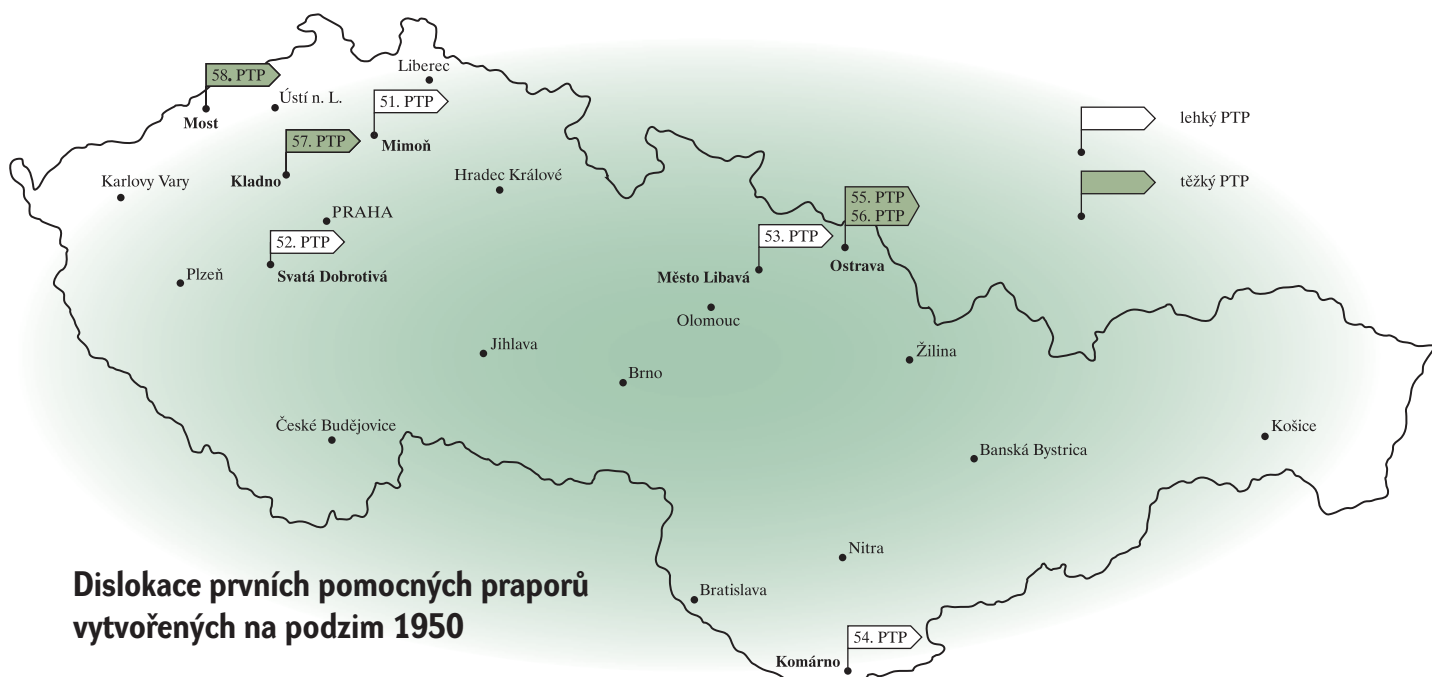 Liberec
58. PTP
Ústí n. L.
51. PTP
Most
lehký PTP
57. PTP
Mimoň
Karlovy Vary
Kladno
Hradec Králové
těžký PTP
55. PTP
56. PTP
PRAHA
52. PTP
53. PTP
Plzeň
Svatá Dobrotivá
Město Libavá
Ostrava
Olomouc
Jihlava
Žilina
Brno
České Budějovice
Košice
Banská Bystrica
Nitra
Bratislava
Dislokace prvních pomocných praporů
vytvořených na podzim 1950
54. PTP
Komárno